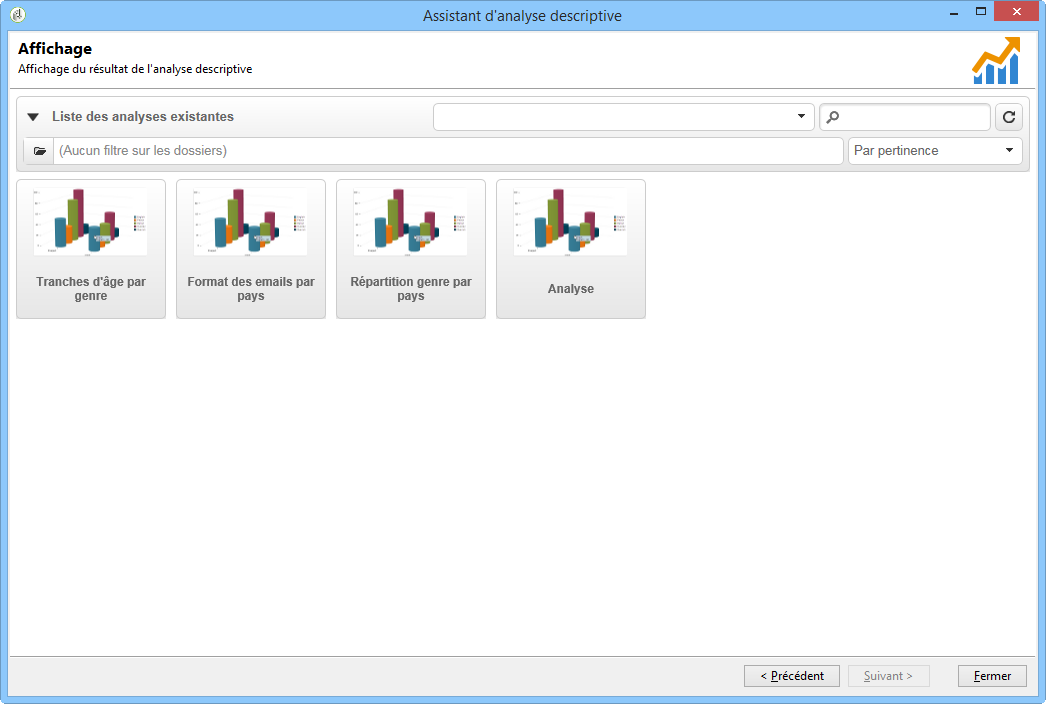 Assistant d'analyse descriptive
Affichage
Affichage du résultat de l'analyse descriptive
Liste des analyses existantes
(Aucun filtre sur les dossiers)
Par pertinence
Tranches d'âge par
genre
Format des emails par
pays
Répartition genre par
pays
Analyse
< Précédent
Suivant >
Fermer